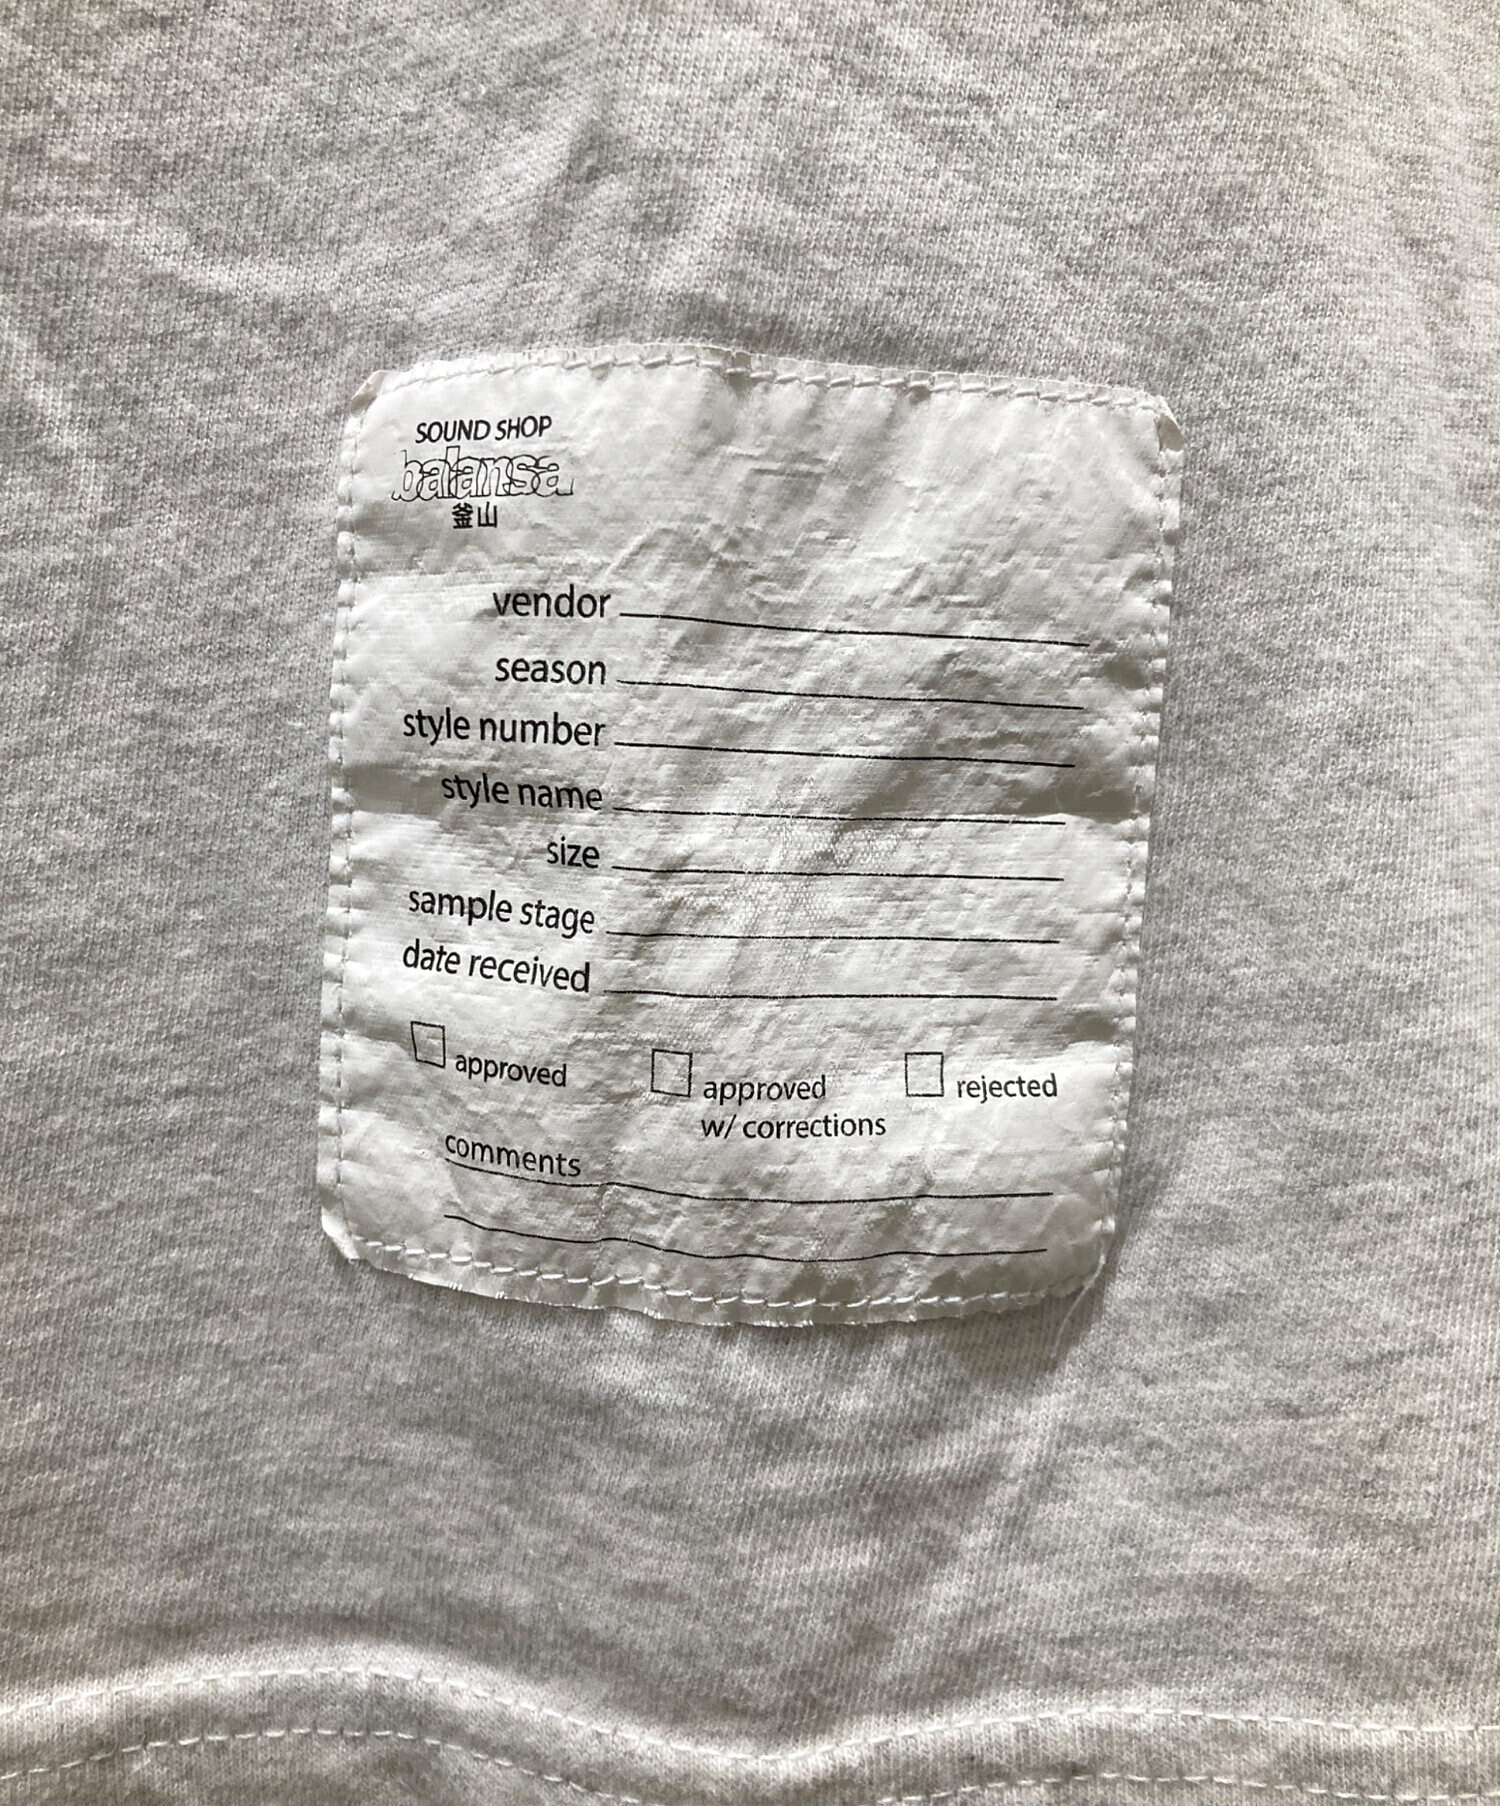 SOUND SHOP
balansa
釜山
vendor
season
style number
style name
size
sample stage
date received
approved
approved
w/ corrections
rejected
comments